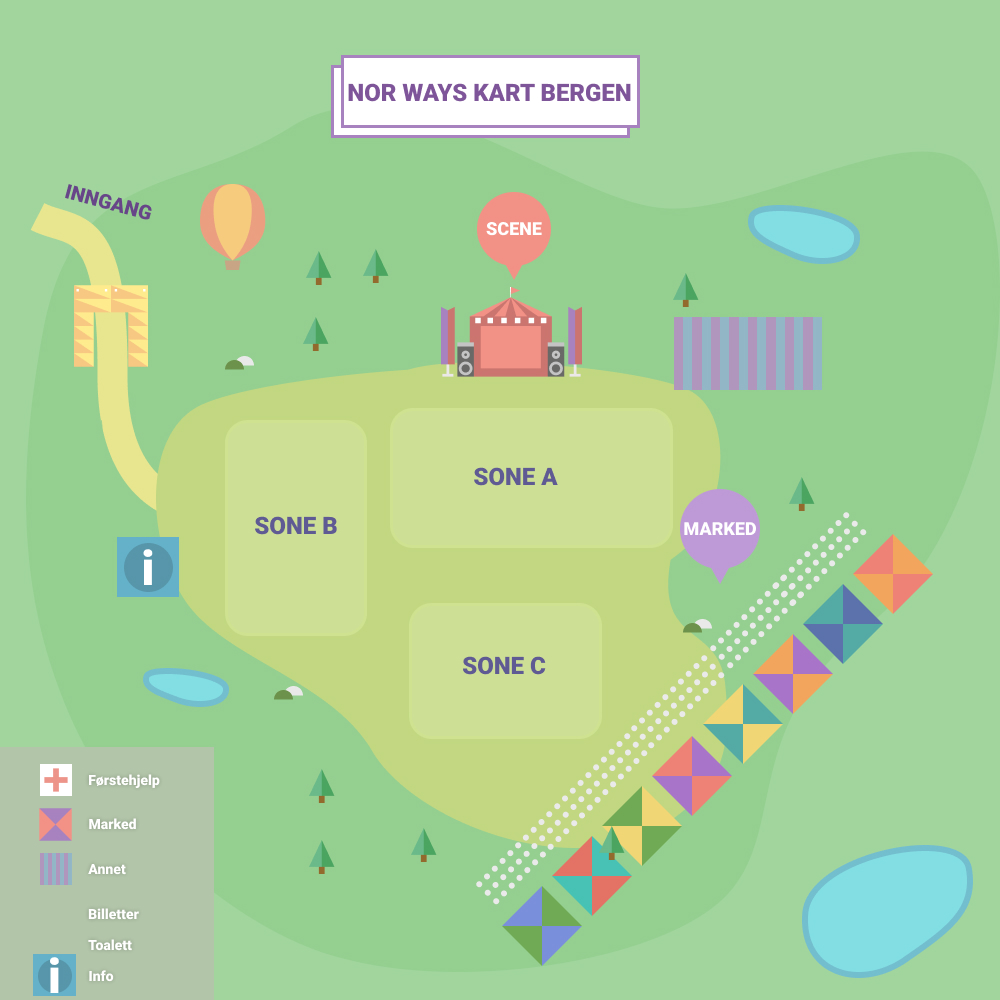 NOR WAYS KART BERGEN
INNGANG
SCENE
SONE A
SONE B
MARKED
SONE C
Førstehjelp
Marked
Annet
Billetter
Toalett
Info